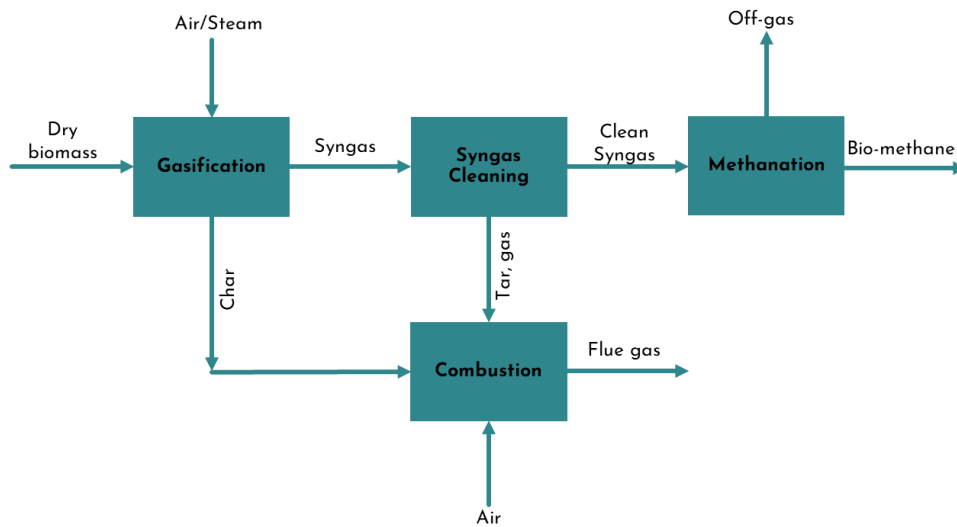 Air/Steam
Off-gas
Dry
biomass
Gasification
Syngas
Syngas
Cleaning
Clean
Syngas
Methanation
Bio-methane
Char
Tar, gas
Combustion
Flue gas
Air